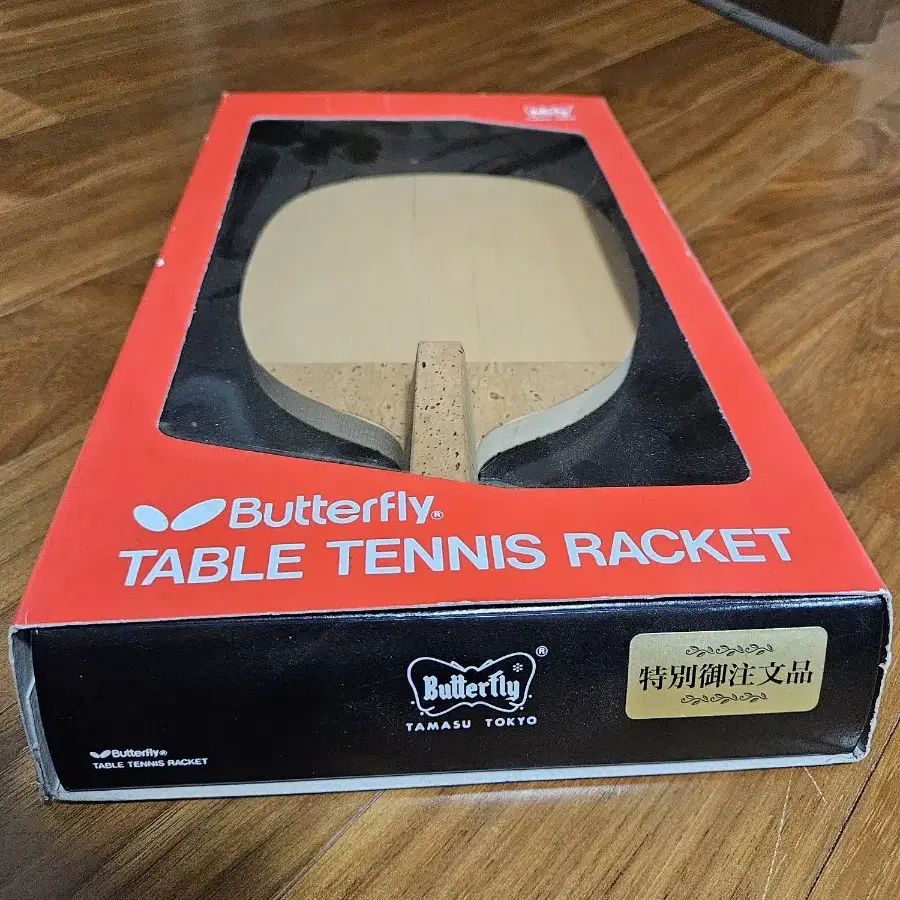 Butterfly®
TABLE TENNIS RACKET
Butterfly®
TAMASU TOKYO
特別御注文品
Butterfly®
TABLE TENNIS RACKET